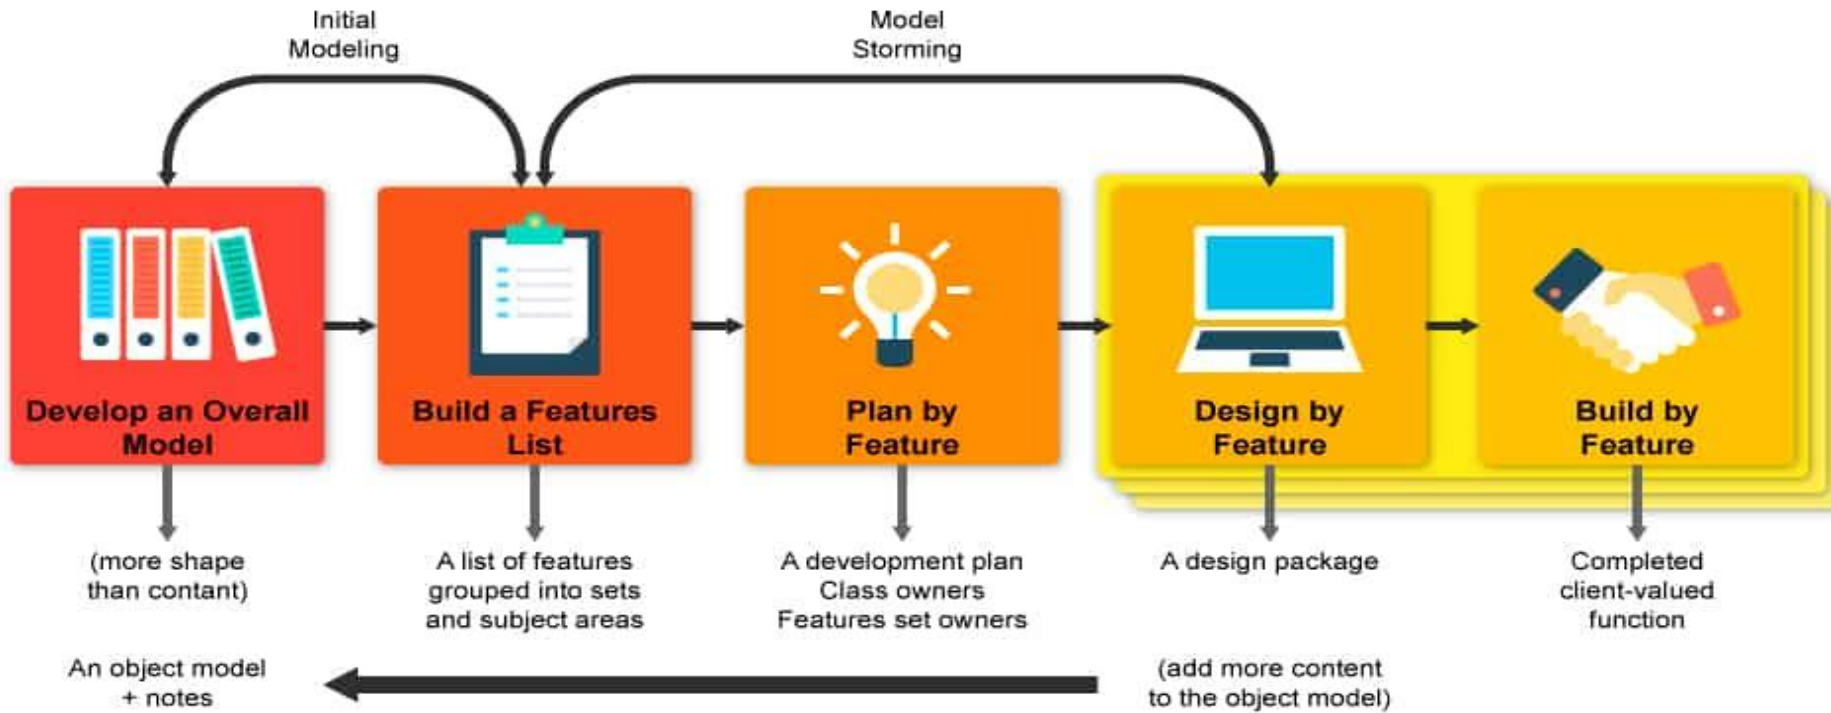 Initial
Modeling
Model
Storming
Develop an Overall
Model
Build a Features
List
Plan by
Feature
Design by
Feature
Build by
Feature
(more shape
than contant)
A list of features
grouped into sets
and subject areas
A development plan
Class owners
Features set owners
A design package
Completed
client-valued
function
An object model
+ notes
(add more content
to the object model)